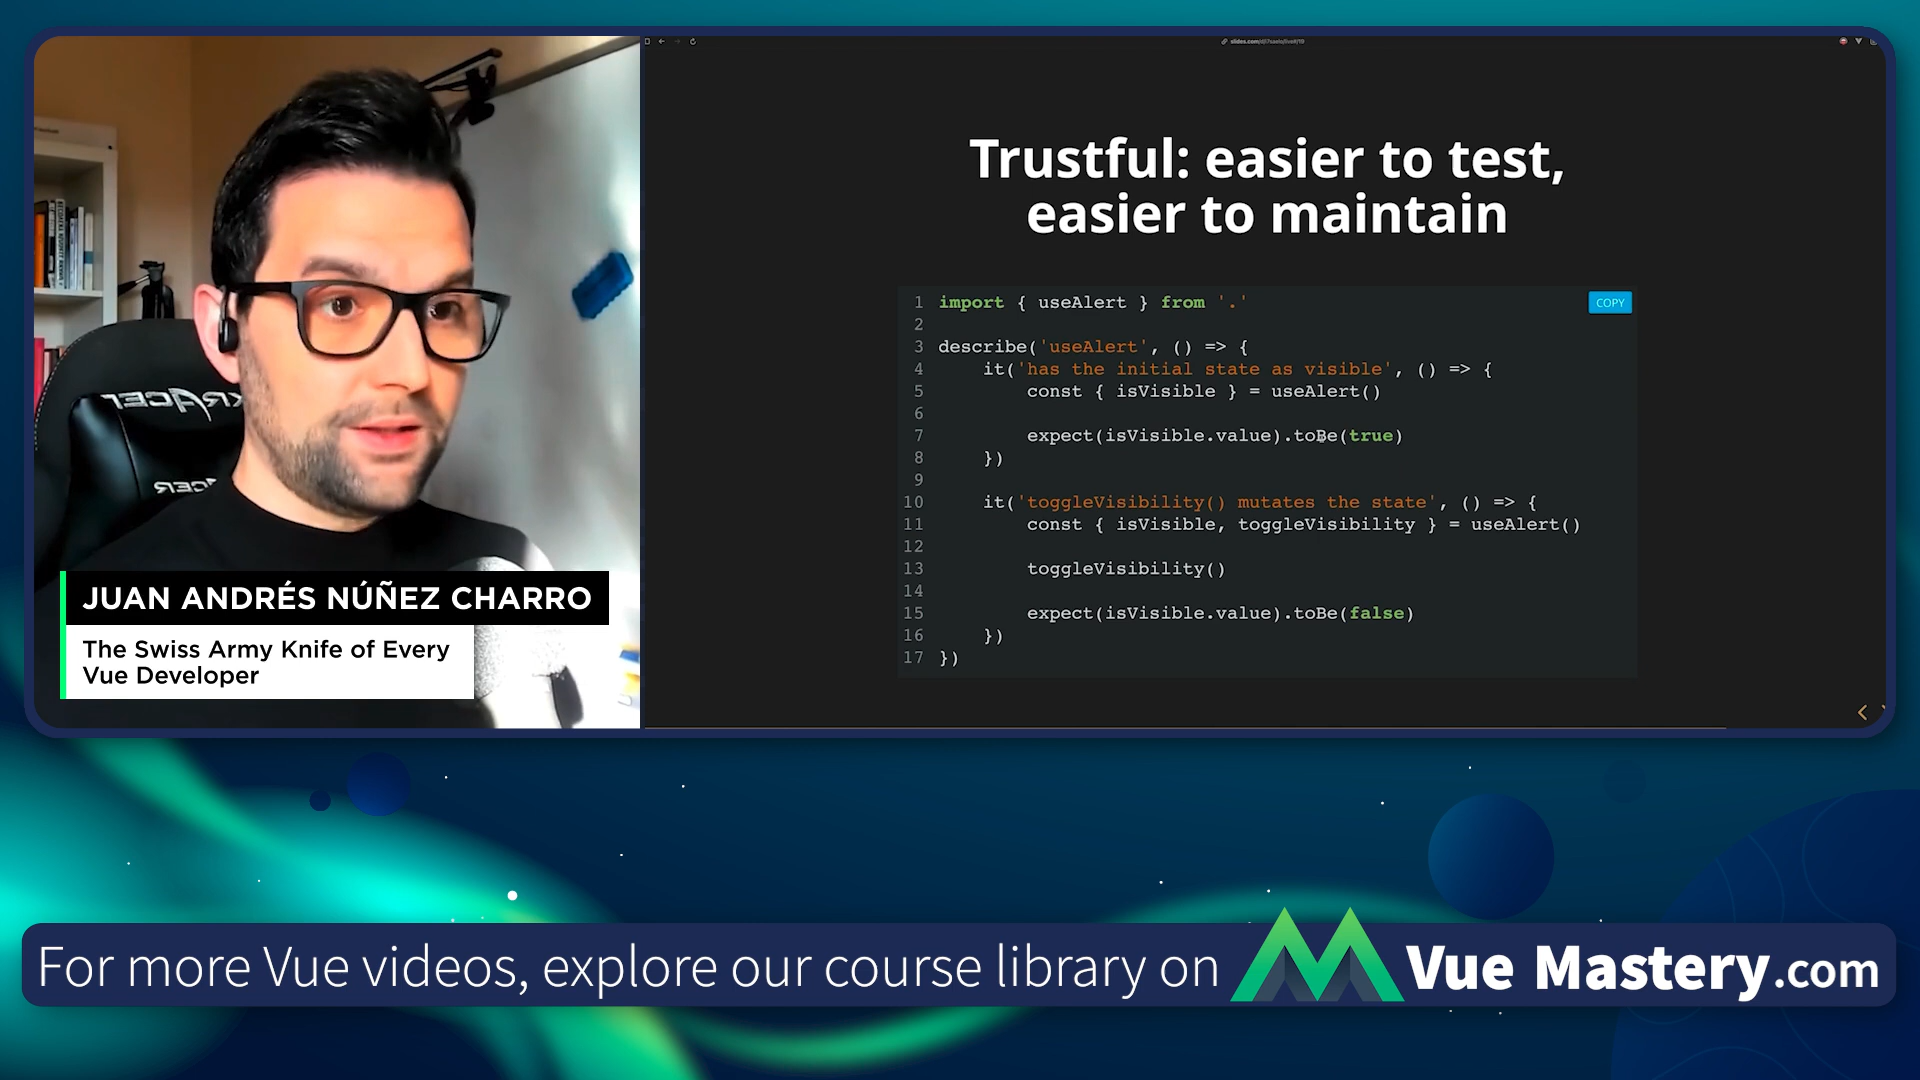 JUAN ANDRÉS NÚÑEZ CHARRO
The Swiss Army Knife of Every
Vue Developer
Trustful: easier to test,
easier to maintain
COPY
1 import { useAlert } from '.'
2
3 describe('useAlert', () => {
4 it('has the initial state as visible', () => {
5 const { isVisible } = useAlert()
6
7 expect(isVisible.value).toBe(true)
8 })
9
10 it('toggleVisibility() mutates the state', () => {
11 const { isVisible, toggleVisibility } = useAlert()
12
13 toggleVisibility()
14
15 expect(isVisible.value).toBe(false)
16 })
17 })
For more Vue videos, explore our course library on Vue Mastery.com